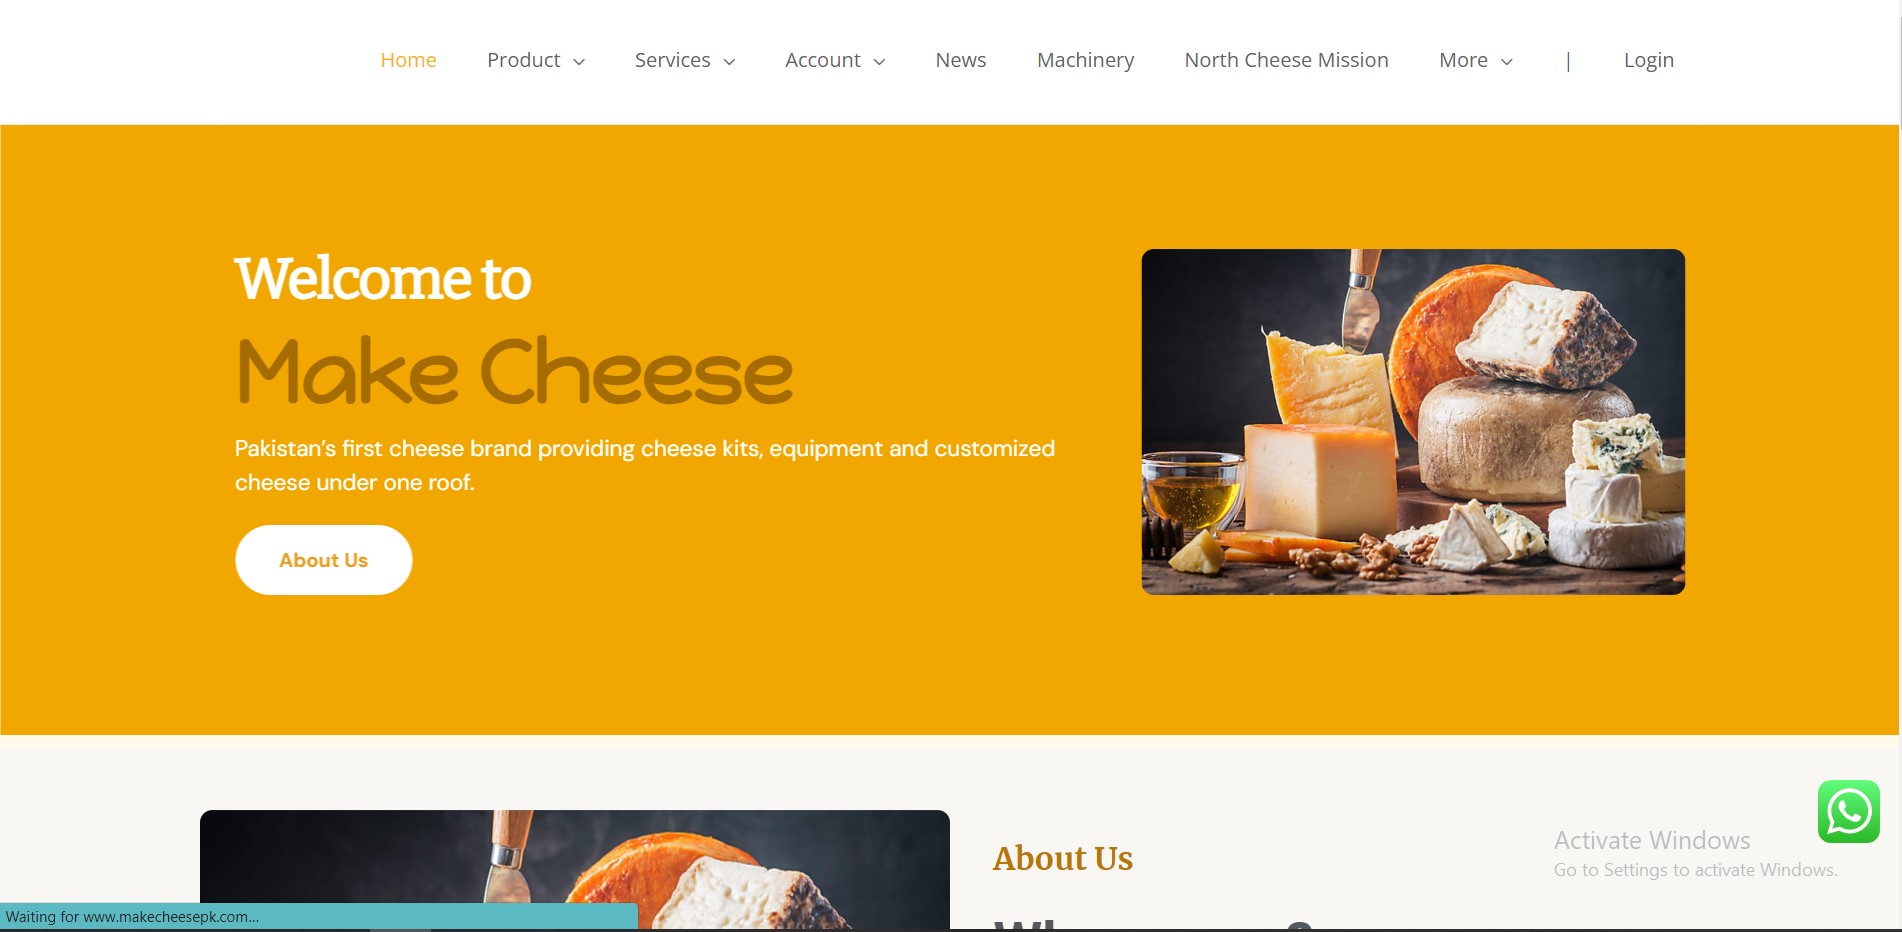 Home Product Services Account News Machinery North Cheese Mission More | Login
Welcome to
Make Cheese
Pakistan’s first cheese brand providing cheese kits, equipment and customized
cheese under one roof.
About Us
About Us
Activate Windows
Go to Settings to activate Windows.
Waiting for www.makecheesepk.com...